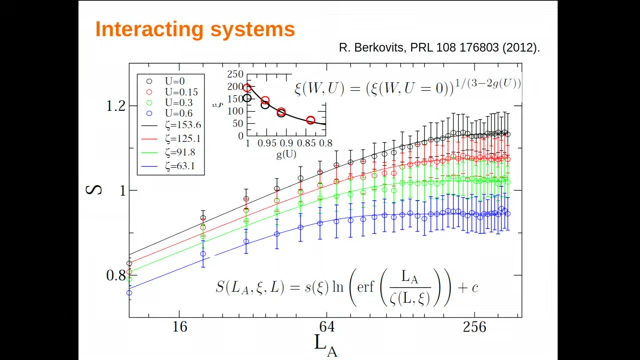 Interacting systems
R. Berkovits, PRL 108 176803 (2012).
U=0
U=0.15
U=0.3
U=0.6
ζ=153.6
ζ=125.1
ζ=91.8
ζ=63.1
250
200
150
100
50
0
ξ
1 0.95 0.9 0.85 0.8
g(U)
ξ(W, U) = (ξ(W, U = 0))^{1/(3−2g(U))}
1.2
1
0.8
S
S(L_A, ξ, L) = s(ξ) ln(erf(L_A/ζ(L, ξ))) + c
16 64 256
L_A